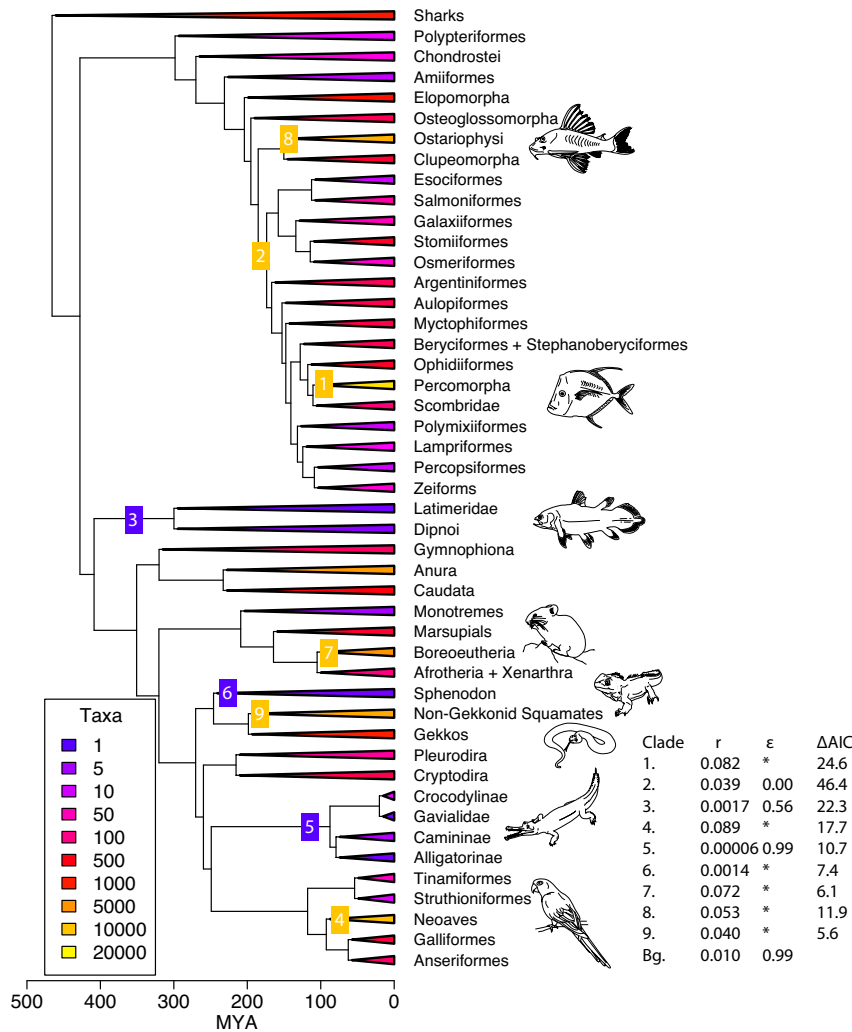 Sharks
Polypteriformes
Chondrostei
Amiiformes
Elopomorpha
Osteoglossomorpha
8 Ostariophysi
Clupeomorpha
Esociformes
Salmoniformes
Galaxiiformes
Stomiiformes
2
Osmeriformes
Argentiniformes
Aulopiformes
Myctophiformes
Beryciformes + Stephanoberyciformes
Ophidiiformes
1 Percomorpha
Scombridae
Polymixiiformes
Lampriformes
Percopsiformes
Zeiforms
Latimeridae
3
Dipnoi
Gymnophiona
Anura
Caudata
Monotremes
Marsupials
7 Boreoeutheria
Afrotheria + Xenarthra
6 Sphenodon
9 Non-Gekkonid Squamates
Gekkos
Pleurodira
Cryptodira
Crocodylinae
Gavialidae
5
Camininae
Alligatorinae
Tinamiformes
Struthioniformes
4 Neoaves
Galliformes
Anseriformes
Taxa
1
5
10
50
100
500
1000
5000
10000
20000
Clade r ε ΔAIC
1. 0.082 * 24.6
2. 0.039 0.00 46.4
3. 0.0017 0.56 22.3
4. 0.089 * 17.7
5. 0.00006 0.99 10.7
6. 0.0014 * 7.4
7. 0.072 * 6.1
8. 0.053 * 11.9
9. 0.040 * 5.6
Bg. 0.010 0.99
500 400 300 200 100 0
MYA